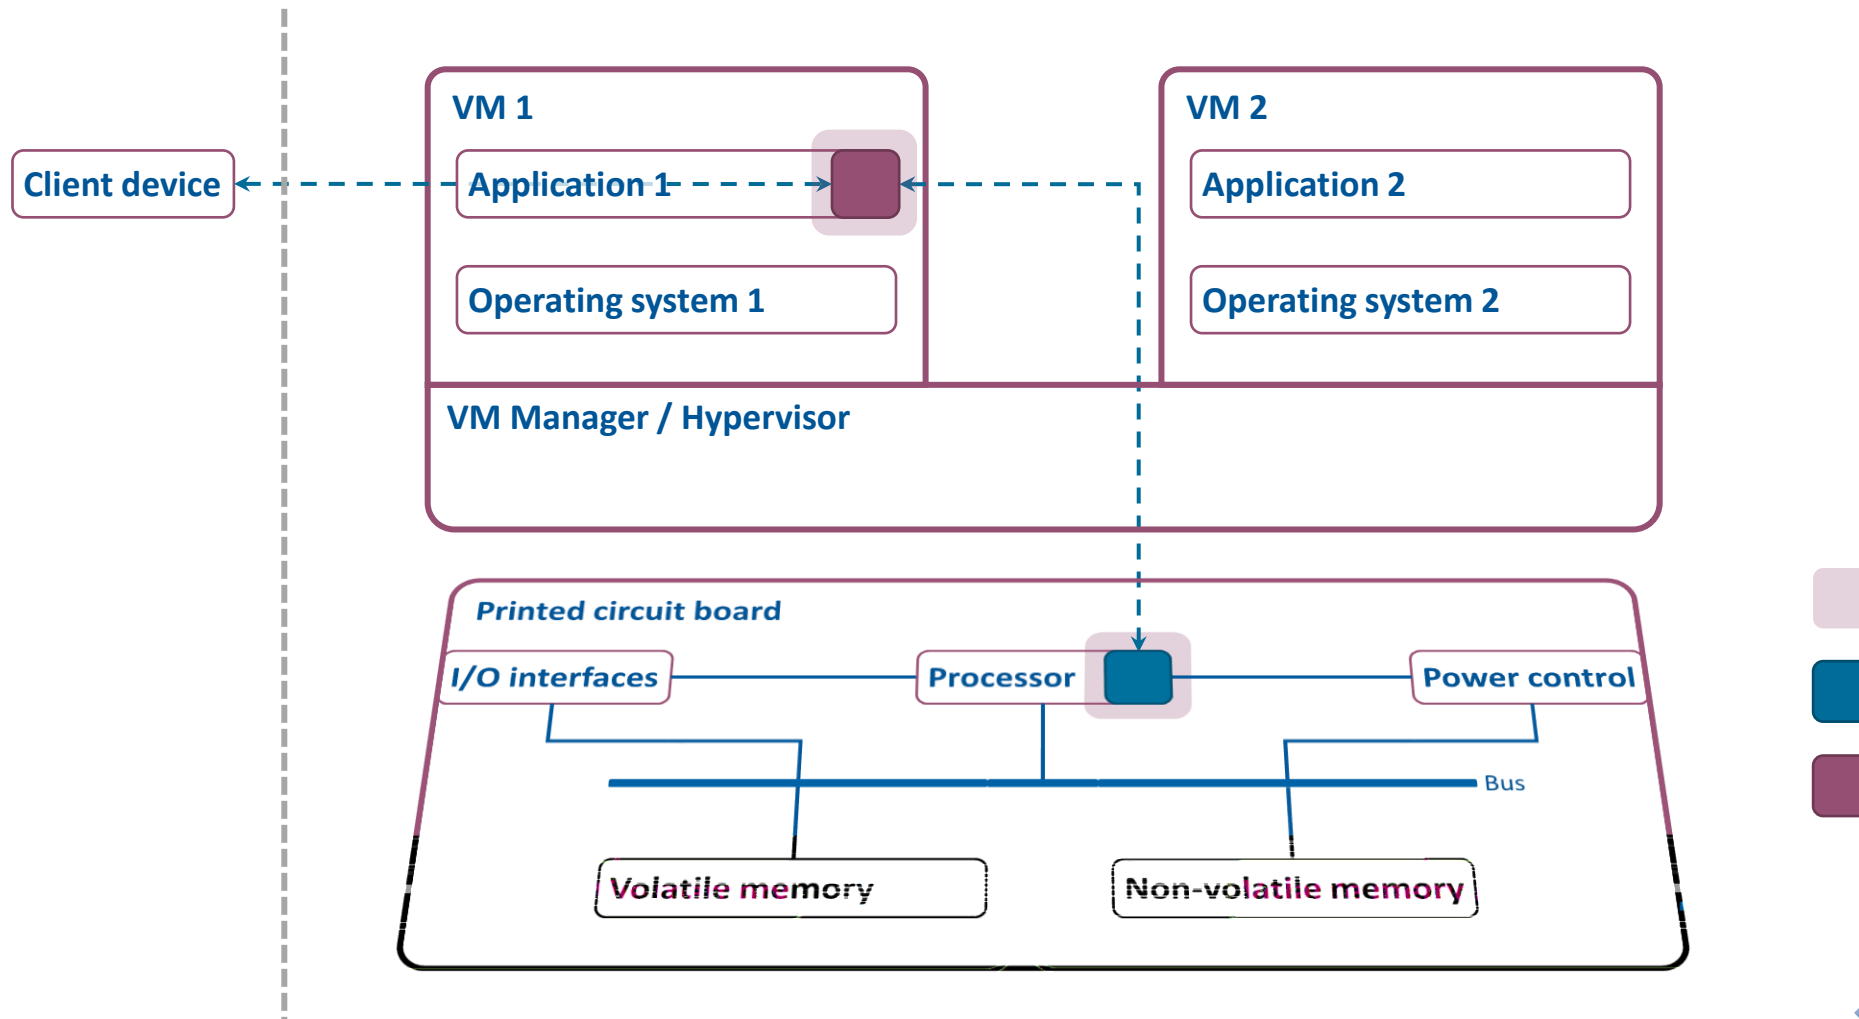 VM 1
VM 2
Client device
Application 1
Application 2
Operating system 1
Operating system 2
VM Manager / Hypervisor
Printed circuit board
I/O interfaces
Processor
Power control
Bus
Volatile memory
Non-volatile memory